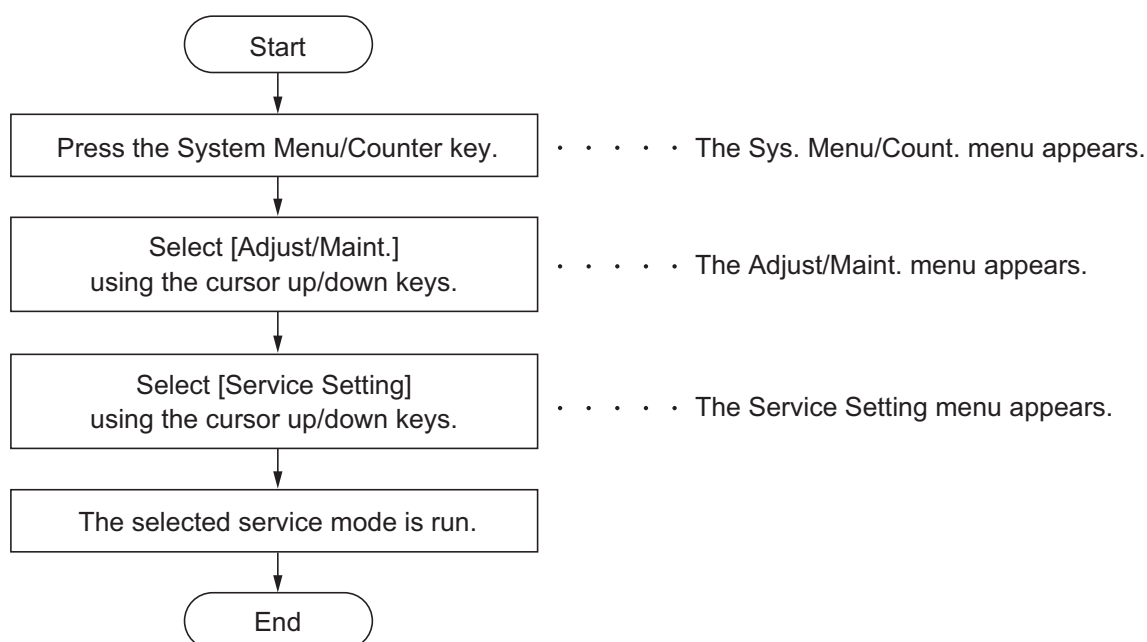 Start
Press the System Menu/Counter key. · · · · · The Sys. Menu/Count. menu appears.
Select [Adjust/Maint.]
using the cursor up/down keys. · · · · · The Adjust/Maint. menu appears.
Select [Service Setting]
using the cursor up/down keys. · · · · · The Service Setting menu appears.
The selected service mode is run.
End